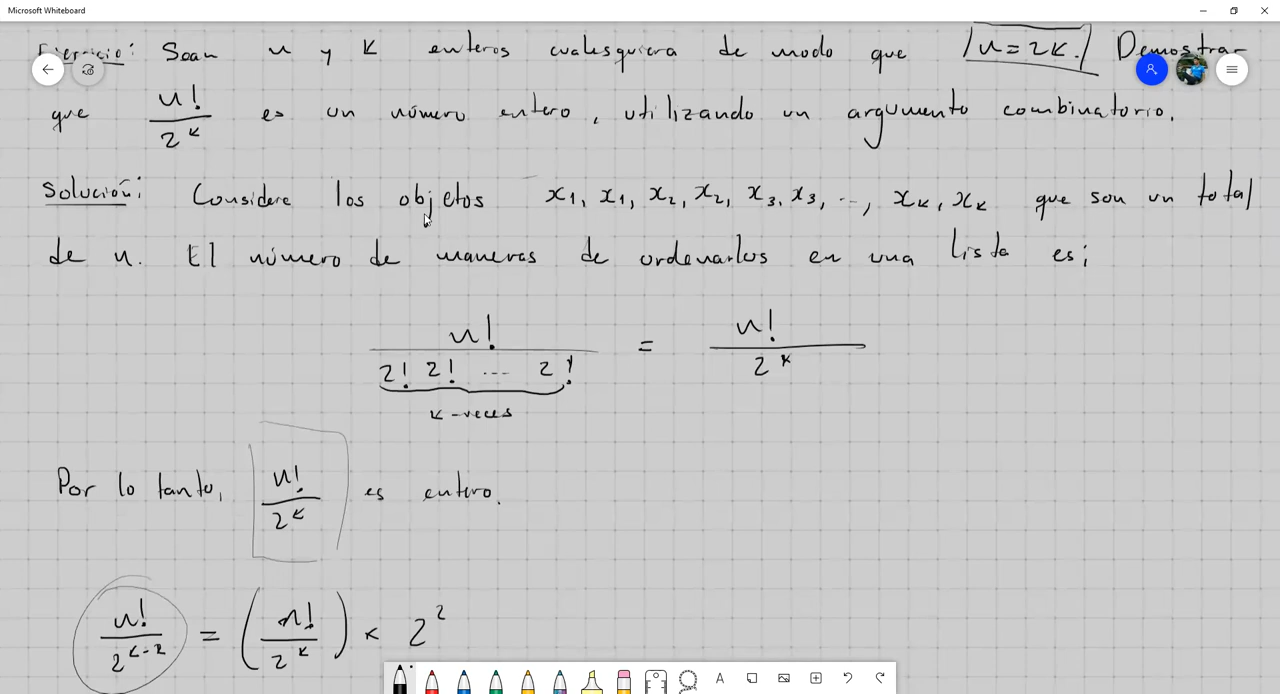 Microsoft Whiteboard
Ejercicio: Sean n y k enteros cualesquiera de modo que n = 2k. Demostrar
que n!/2^k es un número entero, utilizando un argumento combinatorio.
Solución: Considere los objetos x₁, x₁, x₂, x₂, x₃, x₃, ..., xₖ, xₖ que son un total
de n. El número de maneras de ordenarlos en una lista es;
n!/(2! 2! ... 2!) = n!/2^k
k-veces
Por lo tanto, n!/2^k es entero.
n!/2^(k-2) = (n!/2^k) × 2^2